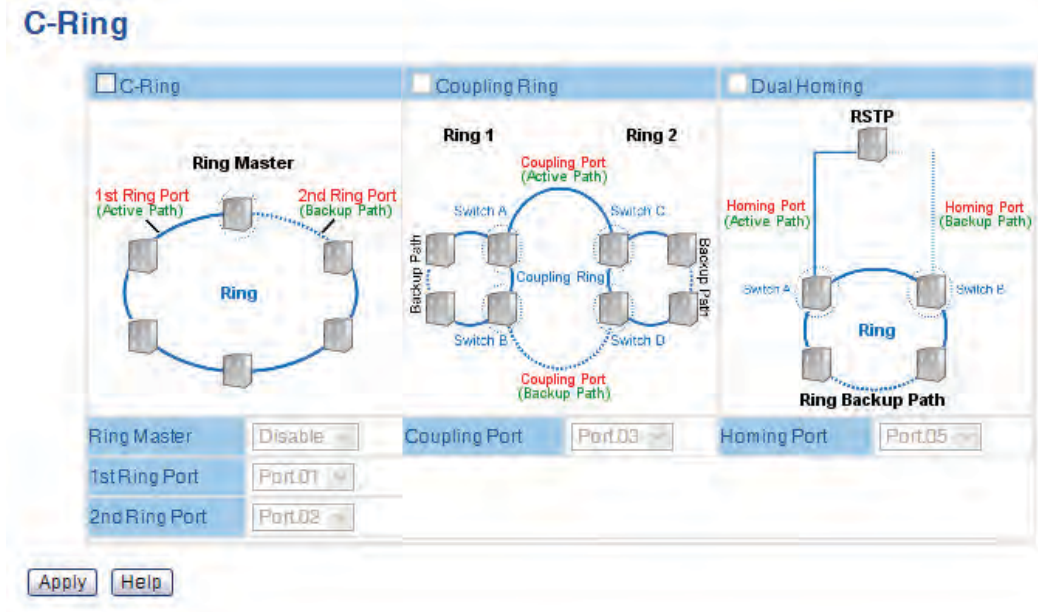 C-Ring
C-Ring
Coupling Ring
Dual Homing
Ring Master
1st Ring Port
(Active Path)
2nd Ring Port
(Backup Path)
Ring
Ring 1
Ring 2
Coupling Port
(Active Path)
Switch A
Switch C
Backup Path
Coupling Ring
Backup Path
Switch B
Switch D
Coupling Port
(Backup Path)
RSTP
Homing Port
(Active Path)
Homing Port
(Backup Path)
Switch A
Switch B
Ring
Ring Backup Path
Ring Master
Disable
Coupling Port
Port.03
Homing Port
Port.05
1st Ring Port
Port.01
2nd Ring Port
Port.02
Apply
Help